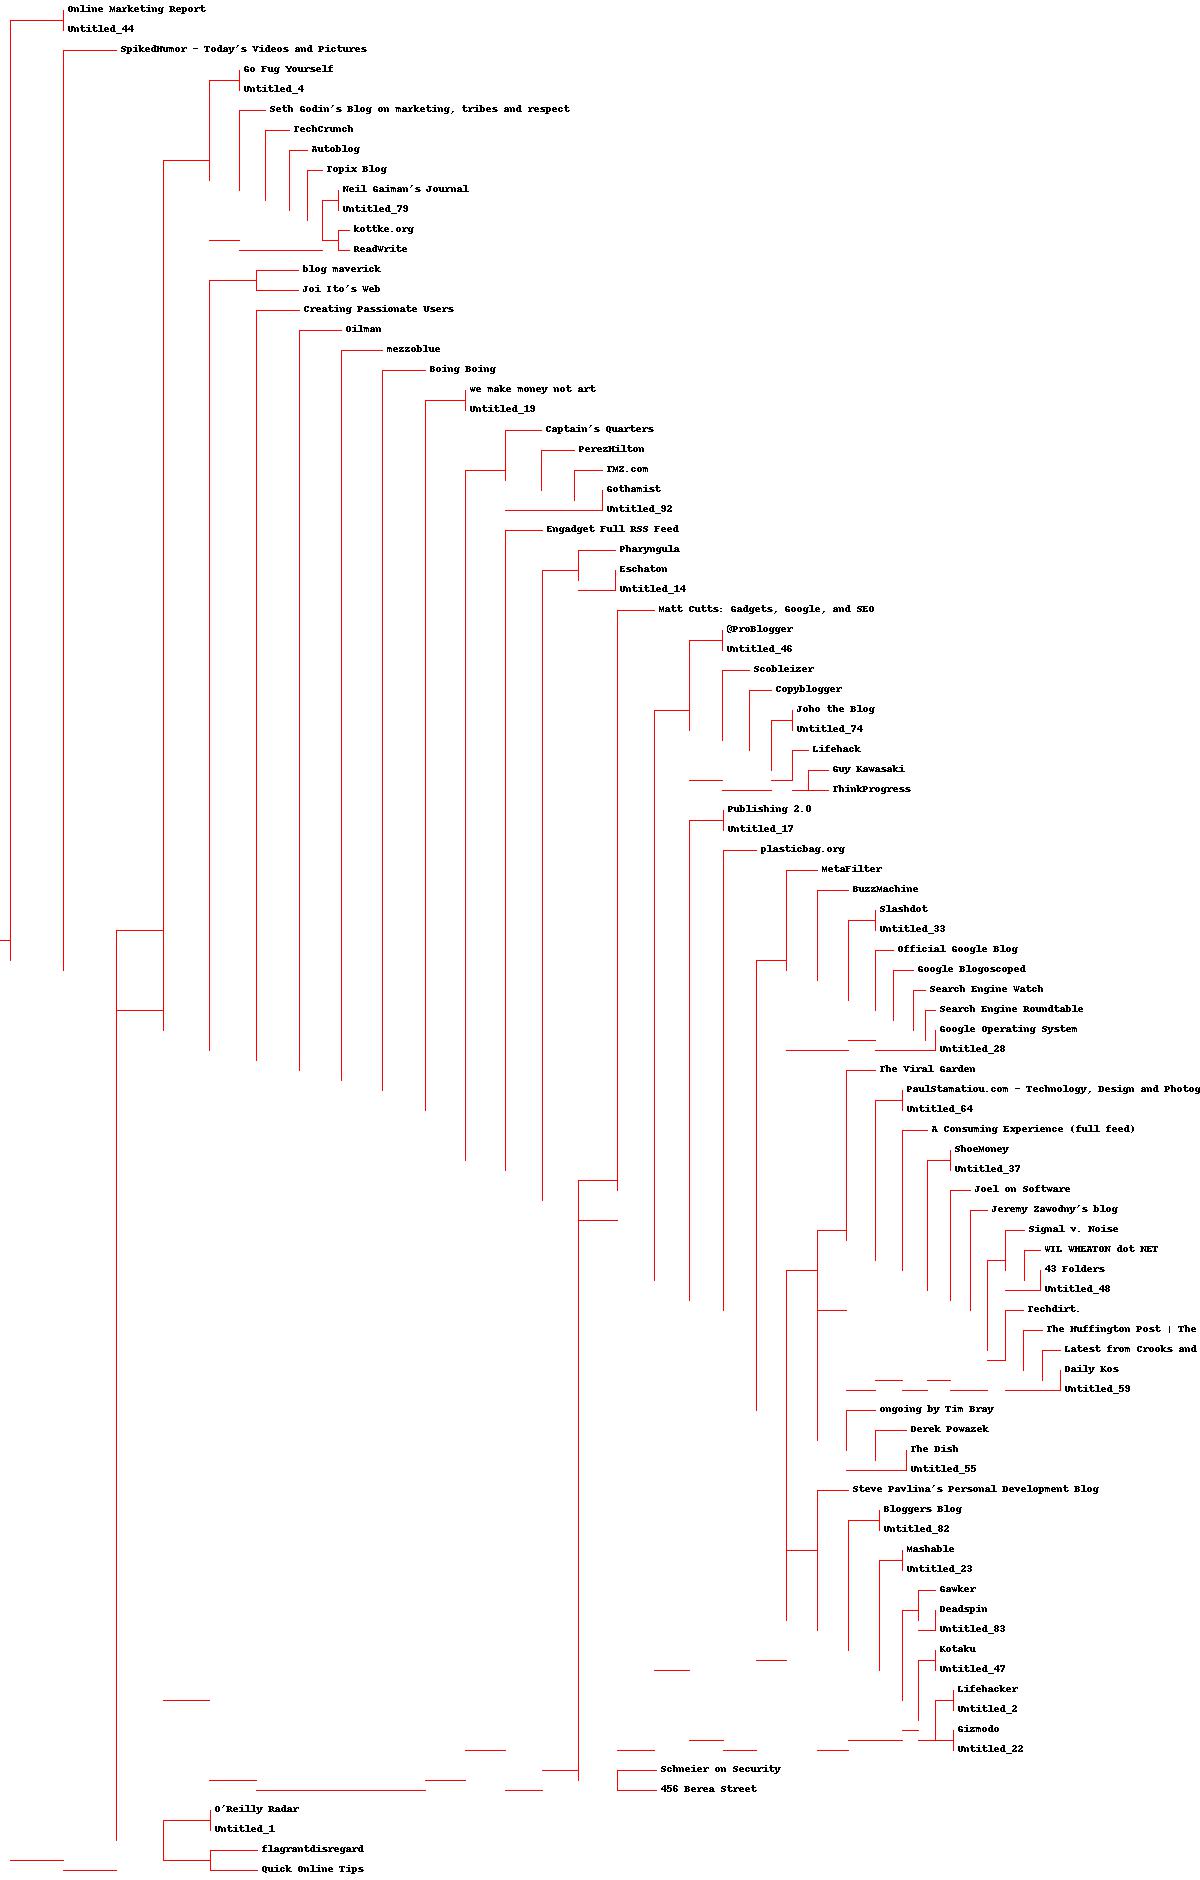 Online Marketing Report
Untitled_44
SpikedHumor - Today's Videos and Pictures
Go Fug Yourself
Untitled_4
Seth Godin's Blog on marketing, tribes and respect
TechCrunch
Autoblog
Topix Blog
Neil Gaiman's Journal
Untitled_79
kottke.org
ReadWrite
blog maverick
Joi Ito's Web
Creating Passionate Users
Oilman
mezzoblue
Boing Boing
we make money not art
Untitled_19
Captain's Quarters
PerezHilton
TMZ.com
Gothamist
Untitled_92
Engadget Full RSS Feed
Pharyngula
Eschaton
Untitled_14
Matt Cutts: Gadgets, Google, and SEO
@ProBlogger
Untitled_46
Scobleizer
Copyblogger
Joho the Blog
Untitled_74
Lifehack
Guy Kawasaki
ThinkProgress
Publishing 2.0
Untitled_17
plasticbag.org
MetaFilter
BuzzMachine
Slashdot
Untitled_33
Official Google Blog
Google Blogoscoped
Search Engine Watch
Search Engine Roundtable
Google Operating System
Untitled_28
The Viral Garden
PaulStamatiou.com - Technology, Design and Photog
Untitled_64
A Consuming Experience (full feed)
ShoeMoney
Untitled_37
Joel on Software
Jeremy Zawodny's blog
Signal v. Noise
WIL WHEATON dot NET
43 Folders
Untitled_48
Techdirt.
The Huffington Post | The
Latest from Crooks and
Daily Kos
Untitled_59
ongoing by Tim Bray
Derek Powazek
The Dish
Untitled_55
Steve Pavlina's Personal Development Blog
Bloggers Blog
Untitled_82
Mashable
Untitled_23
Gawker
Deadspin
Untitled_83
Kotaku
Untitled_47
Lifehacker
Untitled_2
Gizmodo
Untitled_22
Schneier on Security
456 Berea Street
O'Reilly Radar
Untitled_1
flagrantdisregard
Quick Online Tips